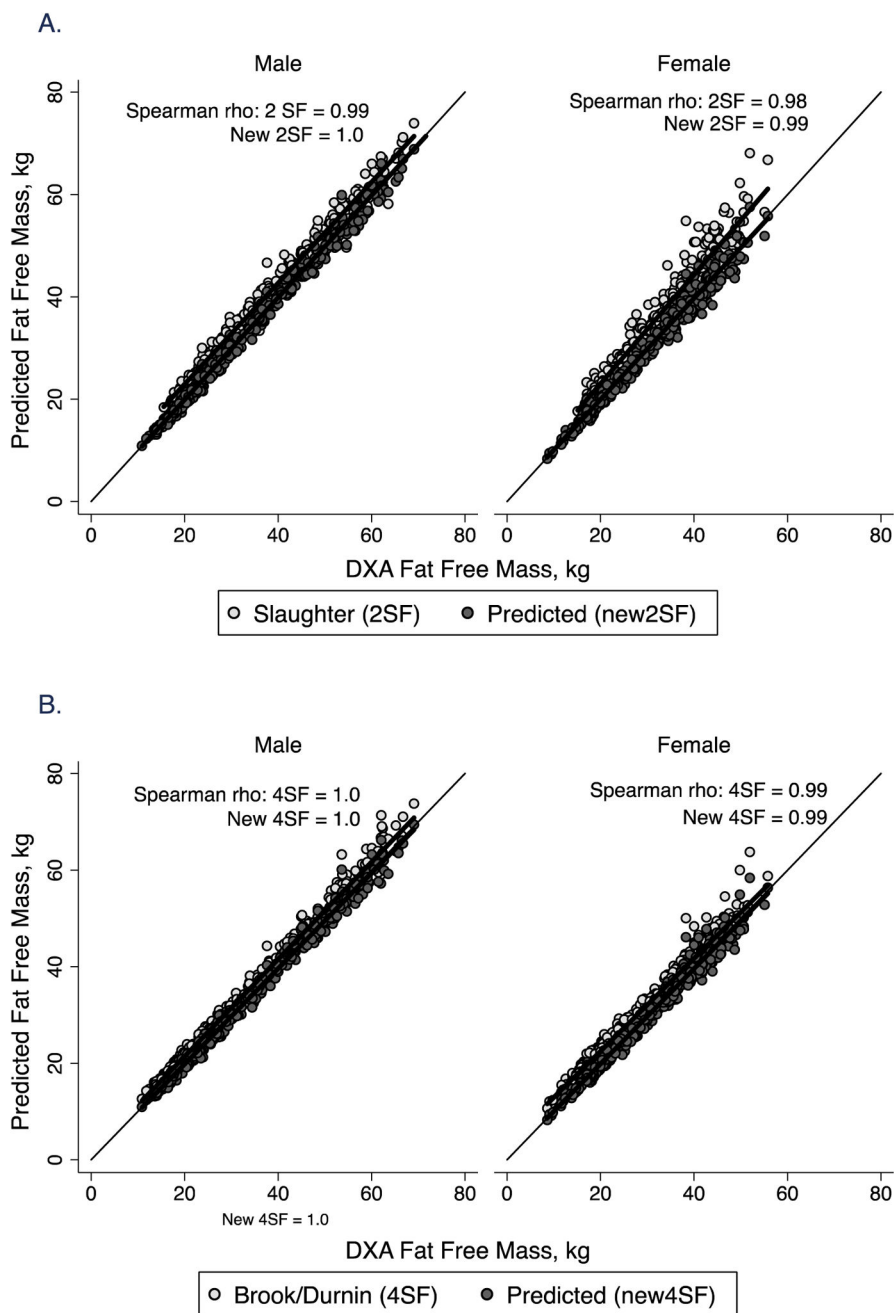 A.
Male
Female
Spearman rho: 2 SF = 0.99
New 2SF = 1.0
Spearman rho: 2SF = 0.98
New 2SF = 0.99
Predicted Fat Free Mass, kg
80
60
40
20
0
0 20 40 60 80
0 20 40 60 80
DXA Fat Free Mass, kg
Slaughter (2SF) Predicted (new2SF)
B.
Male
Female
Spearman rho: 4SF = 1.0
New 4SF = 1.0
Spearman rho: 4SF = 0.99
New 4SF = 0.99
Predicted Fat Free Mass, kg
80
60
40
20
0
0 20 40 60 80
0 20 40 60 80
New 4SF = 1.0
DXA Fat Free Mass, kg
Brook/Durnin (4SF) Predicted (new4SF)